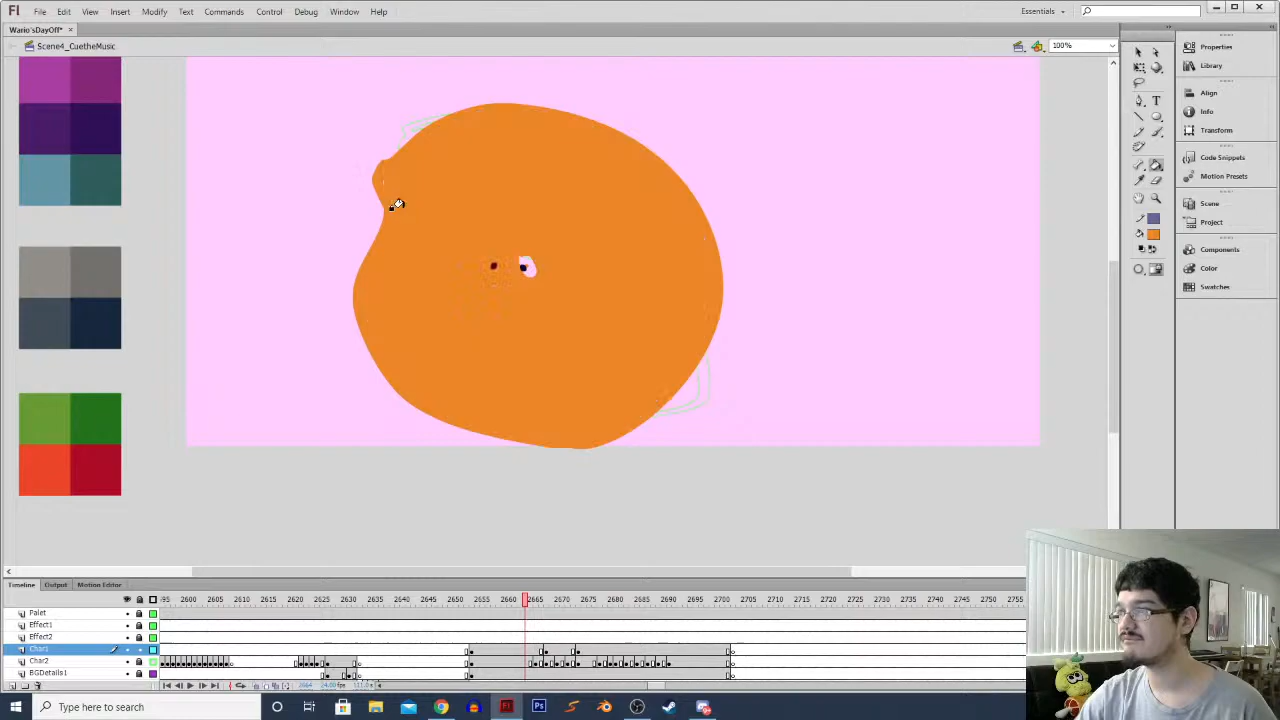 Fl File Edit View Insert Modify Text Commands Control Debug Window Help Essentials
Wario'sDayOff*
Scene4_CuetheMusic 100%
Properties
Library
Align
Info
Transform
Code Snippets
Motion Presets
Scene
Project
Components
Color
Swatches
Timeline Output Motion Editor
2600 2605 2610 2615 2620 2625 2630 2635 2640 2645 2650 2655 2660 2665 2670 2675 2680 2685 2690 2695 2700 2705 2710 2715 2720 2725 2730 2735 2740 2745 2750 2755
Palet
Effect1
Effect2
Char1
Char2
BGDetails1
Type here to search